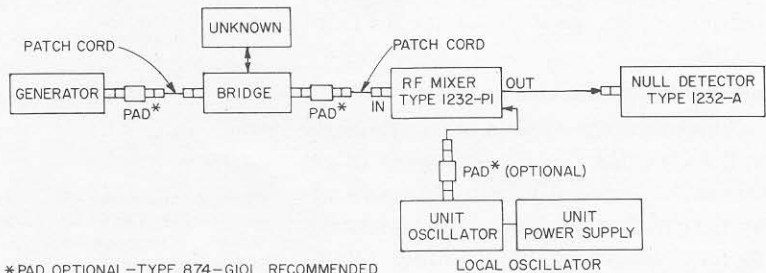 UNKNOWN
PATCH CORD
PATCH CORD
GENERATOR
PAD*
BRIDGE
PAD*
IN
RF MIXER
TYPE 1232-P1
OUT
NULL DETECTOR
TYPE 1232-A
PAD* (OPTIONAL)
UNIT
OSCILLATOR
UNIT
POWER SUPPLY
LOCAL OSCILLATOR
*PAD OPTIONAL-TYPE 874-G10L RECOMMENDED